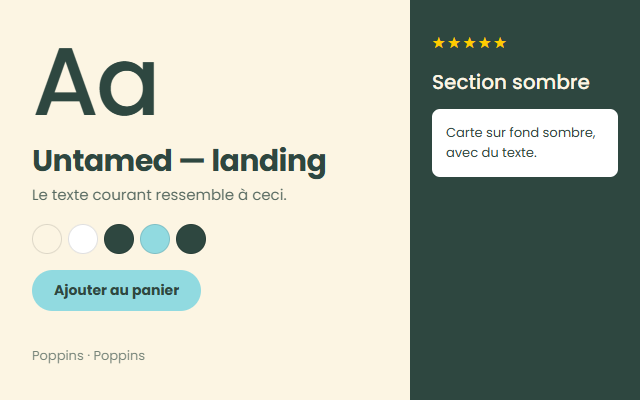 Aa
Untamed — landing
Le texte courant ressemble à ceci.
Ajouter au panier
Poppins · Poppins
★★★★★
Section sombre
Carte sur fond sombre,
avec du texte.